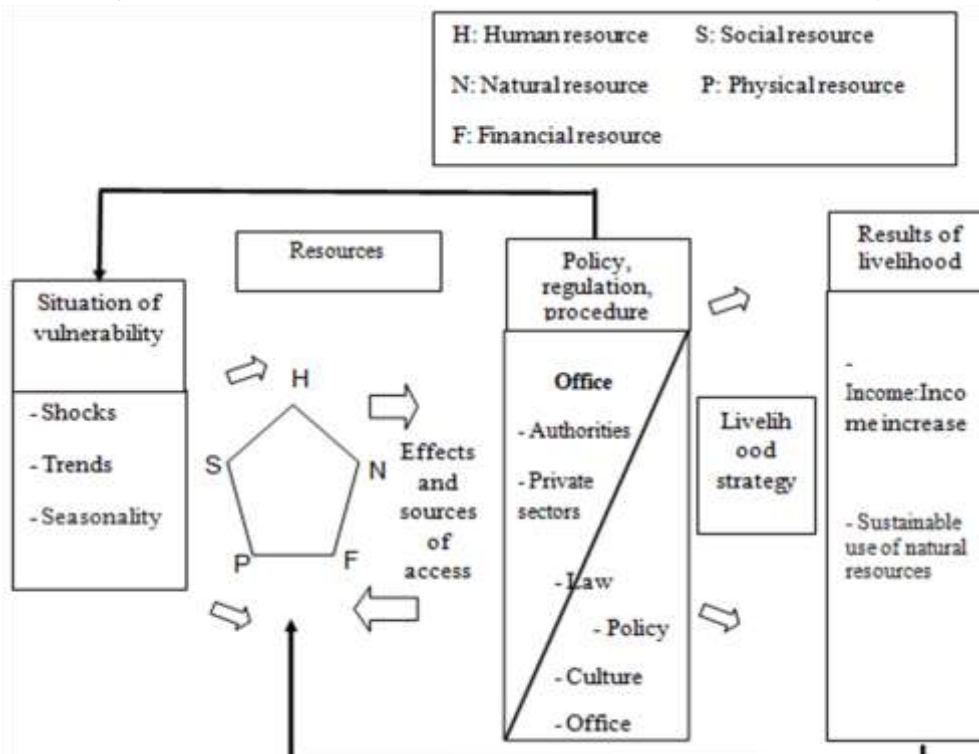 H: Human resource S: Social resource
N: Natural resource P: Physical resource
F: Financial resource
Resources
Situation of
vulnerability
- Shocks
- Trends
- Seasonality
H
S
N
P
F
Effects
and
sources
of
access
Policy,
regulation,
procedure
Office
- Authorities
- Private
sectors
- Law
- Policy
- Culture
- Office
Livelih
ood
strategy
Results of
livelihood
-
Income:Inco
me increase
- Sustainable
use of natural
resources